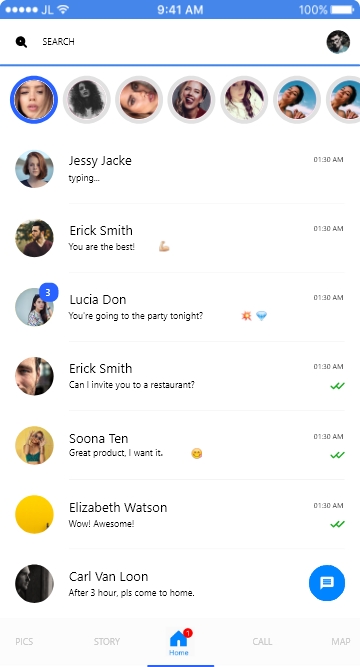 JL 9:41 AM 100%
SEARCH
Jessy Jacke 01:30 AM
typing...
Erick Smith 01:30 AM
You are the best! 💪🏼
3
Lucia Don 01:30 AM
You're going to the party tonight? 💥 💎
Erick Smith 01:30 AM
Can I invite you to a restaurant?
Soona Ten 01:30 AM
Great product, I want it. 😊
Elizabeth Watson 01:30 AM
Wow! Awesome!
Carl Van Loon
After 3 hour, pls come to home.
1
PICS STORY Home CALL MAP